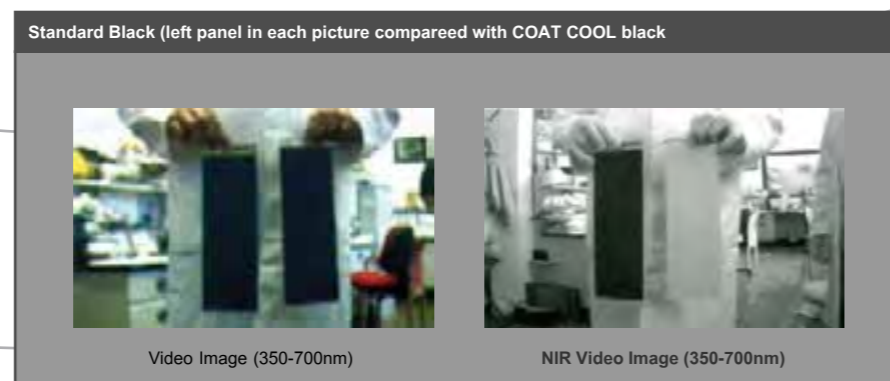 Standard Black (left panel in each picture compareed with COAT COOL black
Video Image (350-700nm)
NIR Video Image (350-700nm)